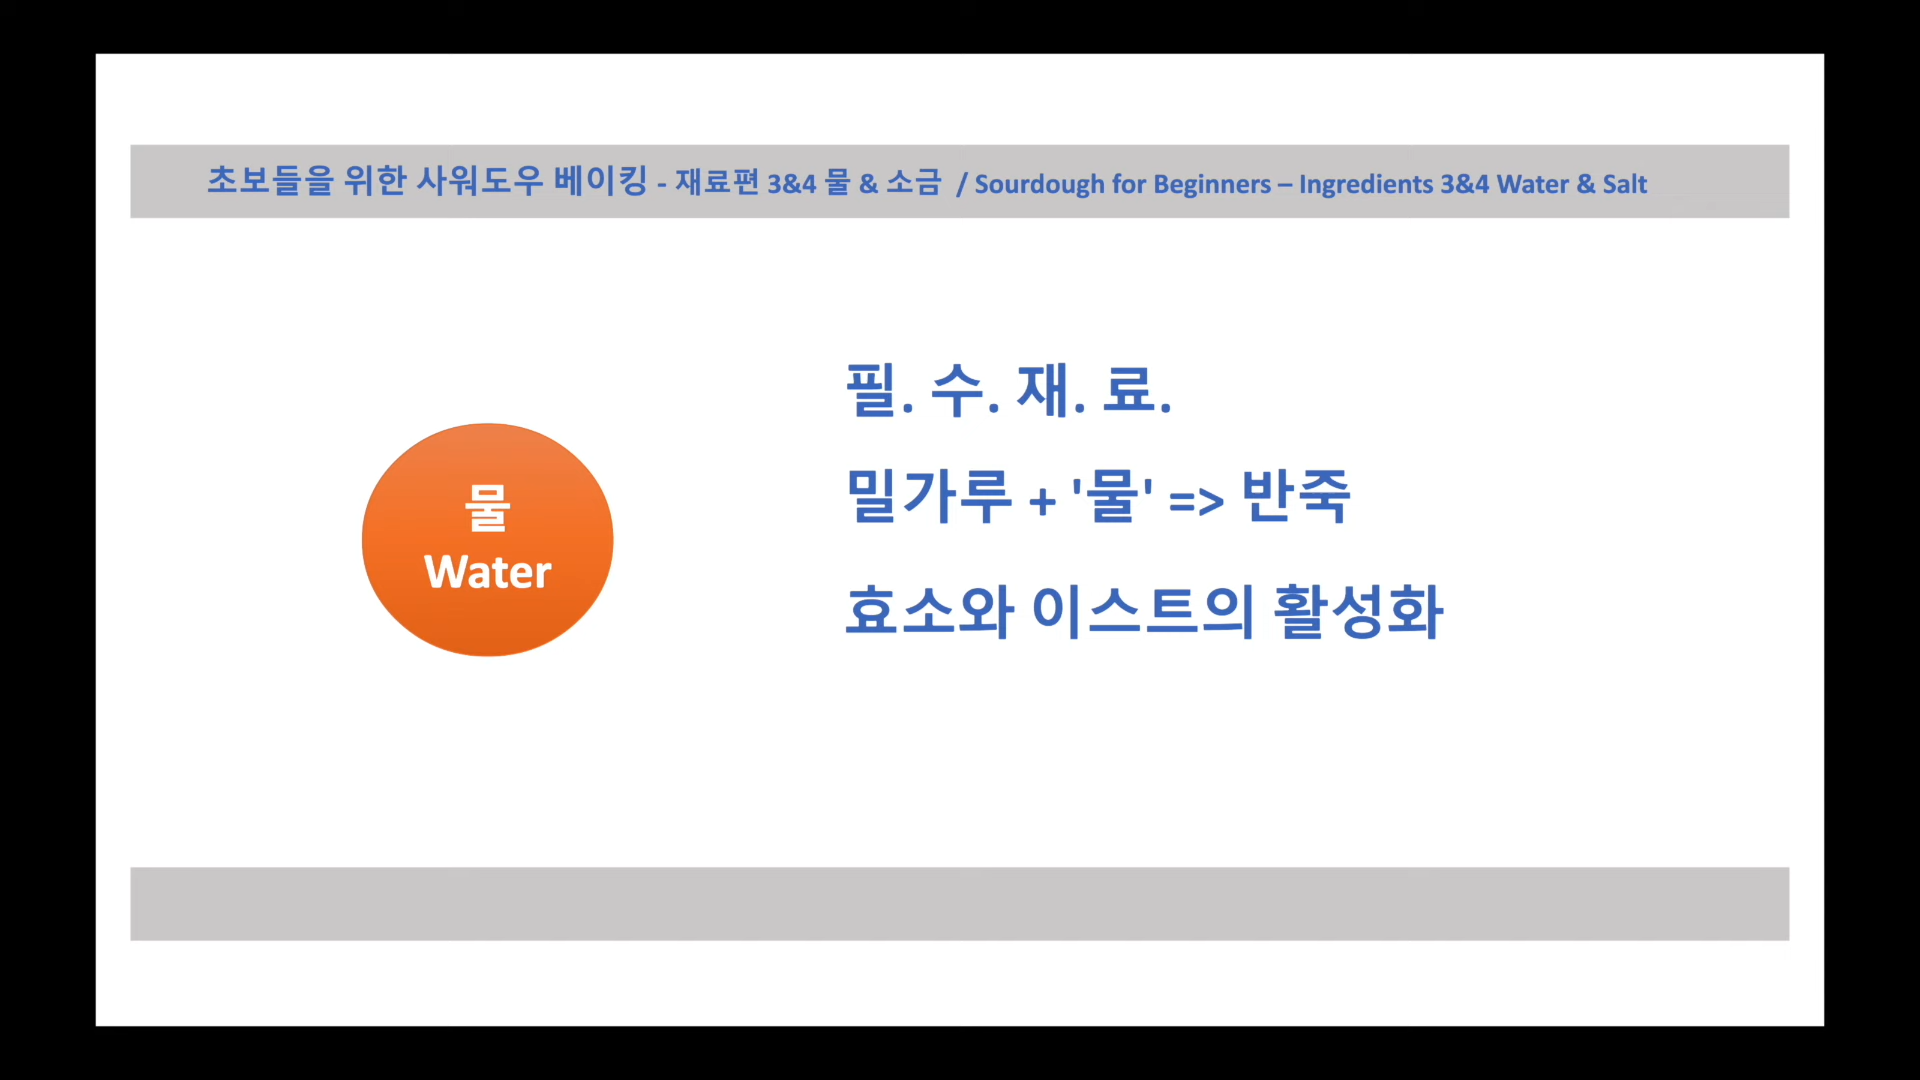 초보들을 위한 사워도우 베이킹 - 재료편 3&4 물 & 소금 / Sourdough for Beginners – Ingredients 3&4 Water & Salt
물
Water
필. 수. 재. 료.
밀가루 + '물' => 반죽
효소와 이스트의 활성화